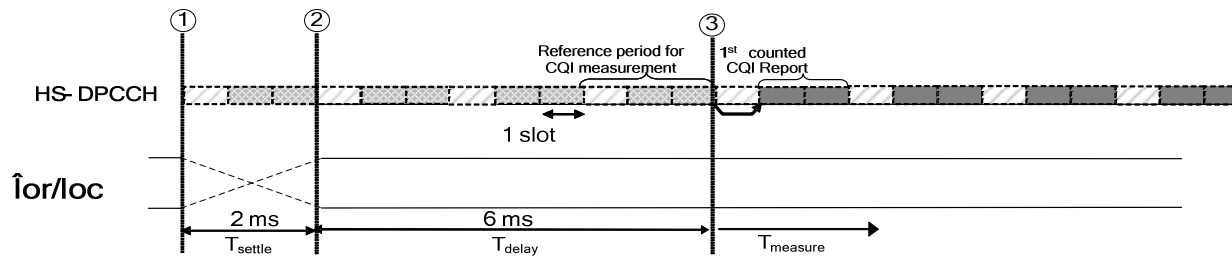 ① ② ③
Reference period for
CQI measurement
1st counted
CQI Report
HS-DPCCH
1 slot
Îor/Ioc
2 ms
6 ms
Tsettle
Tdelay
Tmeasure